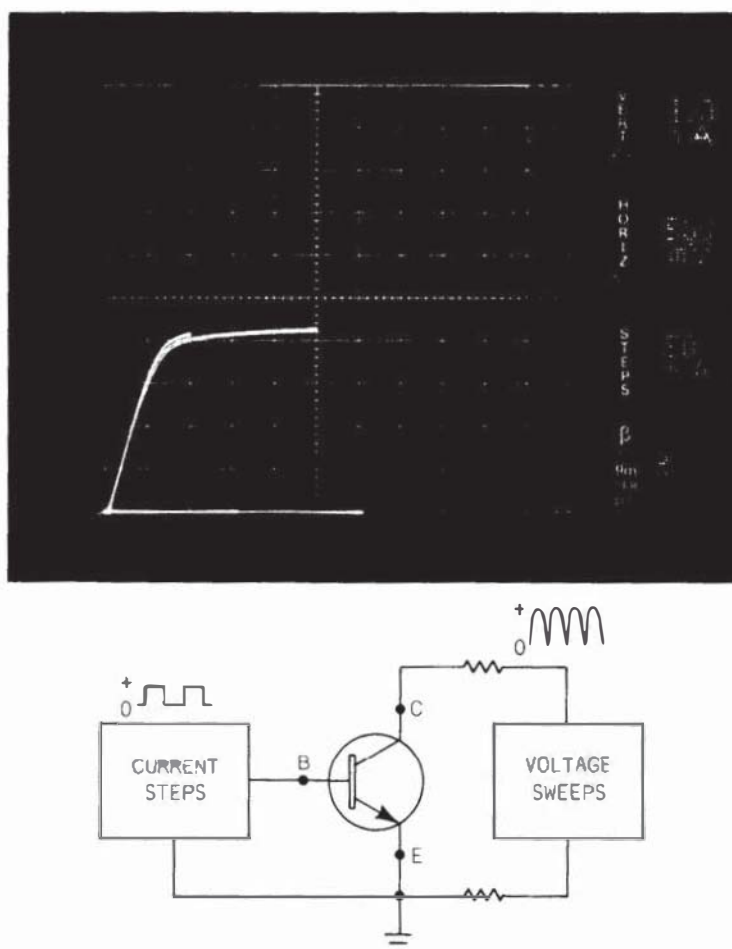 VERT
HORIZ
STEPS
β
+
0
+
0
CURRENT
STEPS
B
C
E
VOLTAGE
SWEEPS